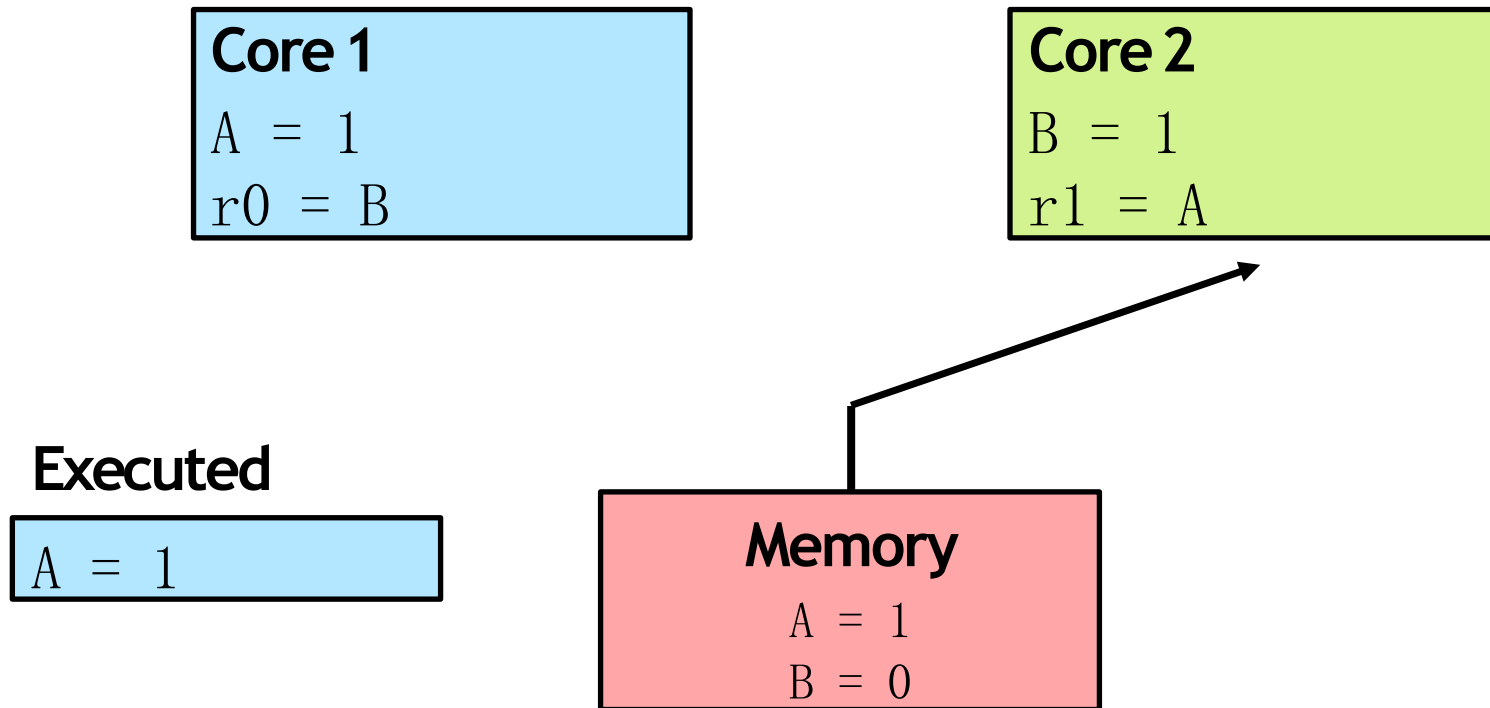 Core 1
A = 1
r0 = B
Core 2
B = 1
r1 = A
Executed
A = 1
Memory
A = 1
B = 0